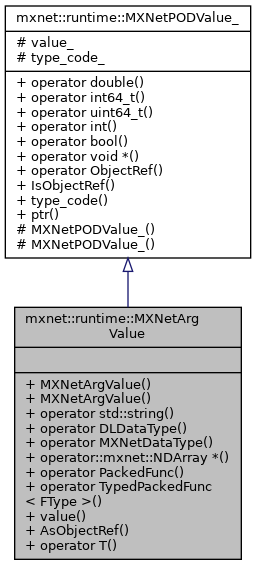 mxnet::runtime::MXNetPODValue_
# value_
# type_code_
+ operator double()
+ operator int64_t()
+ operator uint64_t()
+ operator int()
+ operator bool()
+ operator void *()
+ operator ObjectRef()
+ IsObjectRef()
+ type_code()
+ ptr()
# MXNetPODValue_()
# MXNetPODValue_()
mxnet::runtime::MXNetArg
Value
+ MXNetArgValue()
+ MXNetArgValue()
+ operator std::string()
+ operator DLDataType()
+ operator MXNetDataType()
+ operator::mxnet::NDArray *()
+ operator PackedFunc()
+ operator TypedPackedFunc
< FType >()
+ value()
+ AsObjectRef()
+ operator T()